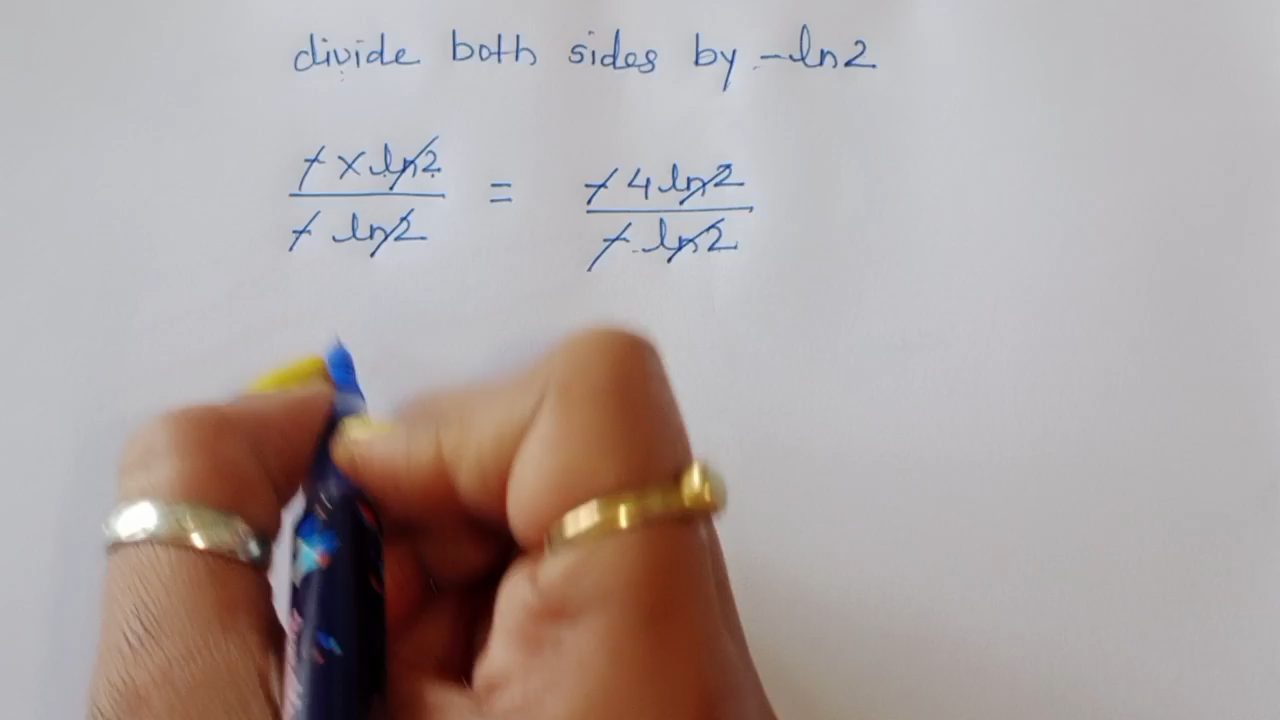 divide both sides by -ln2
-x ln2 / -ln2 = -4 ln2 / -ln2